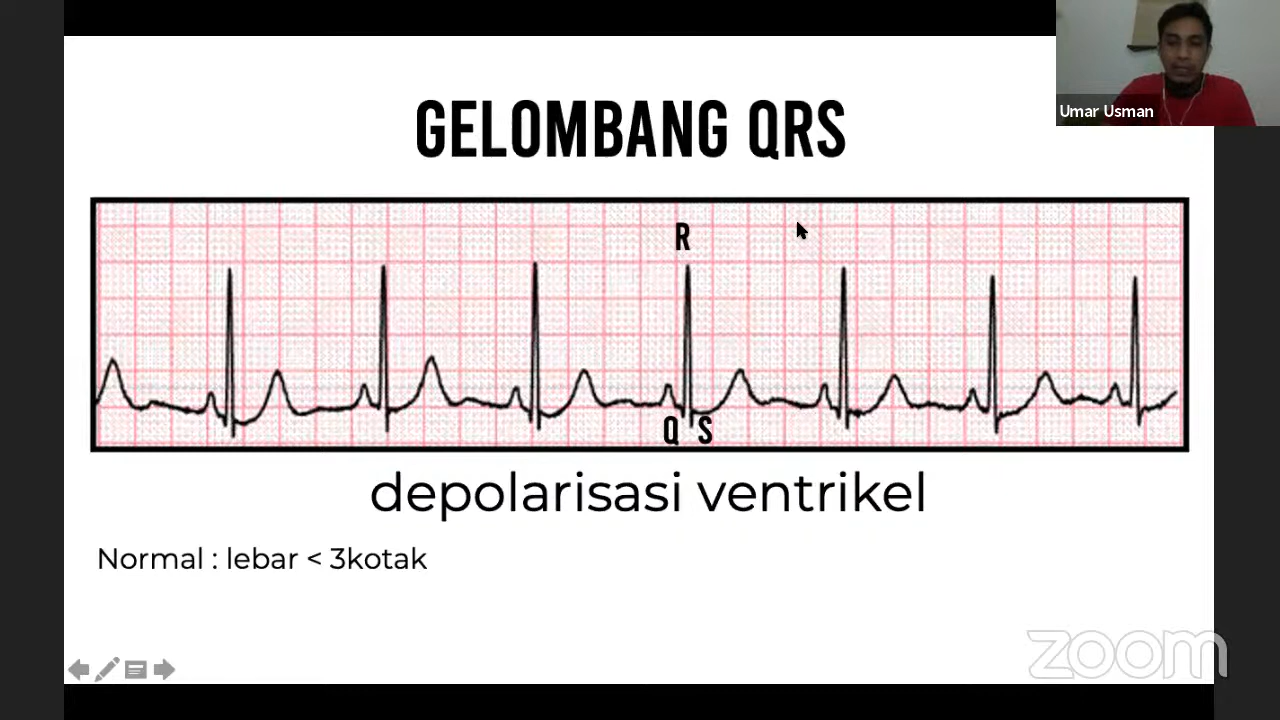 Umar Usman
GELOMBANG QRS
R
Q S
depolarisasi ventrikel
Normal : lebar < 3kotak
zoom